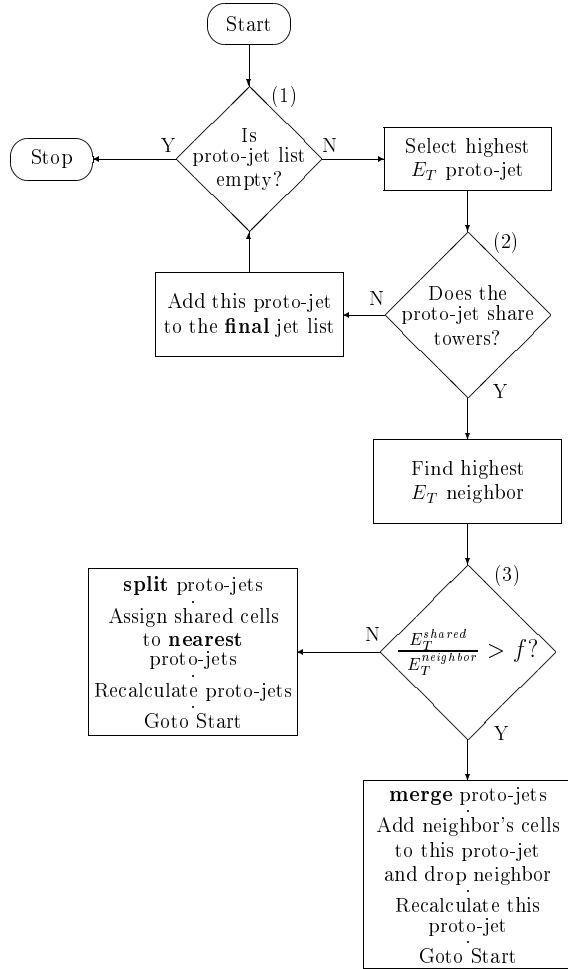 Start
(1)
Is
proto-jet list
empty?
Y
N
Stop
Select highest
E_T proto-jet
(2)
Does the
proto-jet share
towers?
N
Y
Add this proto-jet
to the final jet list
Find highest
E_T neighbor
(3)
E_T^{shared} / E_T^{neighbor} > f?
N
Y
split proto-jets
Assign shared cells
to nearest
proto-jets
Recalculate proto-jets
Goto Start
merge proto-jets
Add neighbor's cells
to this proto-jet
and drop neighbor
Recalculate this
proto-jet
Goto Start